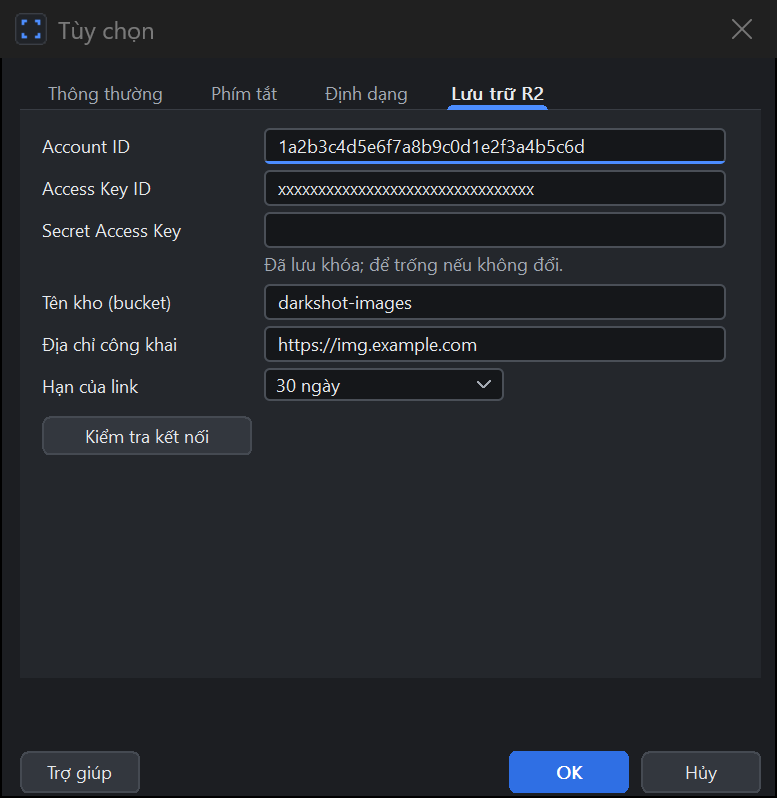 Tùy chọn
Thông thường Phím tắt Định dạng Lưu trữ R2
Account ID 1a2b3c4d5e6f7a8b9c0d1e2f3a4b5c6d
Access Key ID xxxxxxxxxxxxxxxxxxxxxxxxxxxxxxxx
Secret Access Key
Đã lưu khóa; để trống nếu không đổi.
Tên kho (bucket) darkshot-images
Địa chỉ công khai https://img.example.com
Hạn của link 30 ngày
Kiểm tra kết nối
Trợ giúp OK Hủy